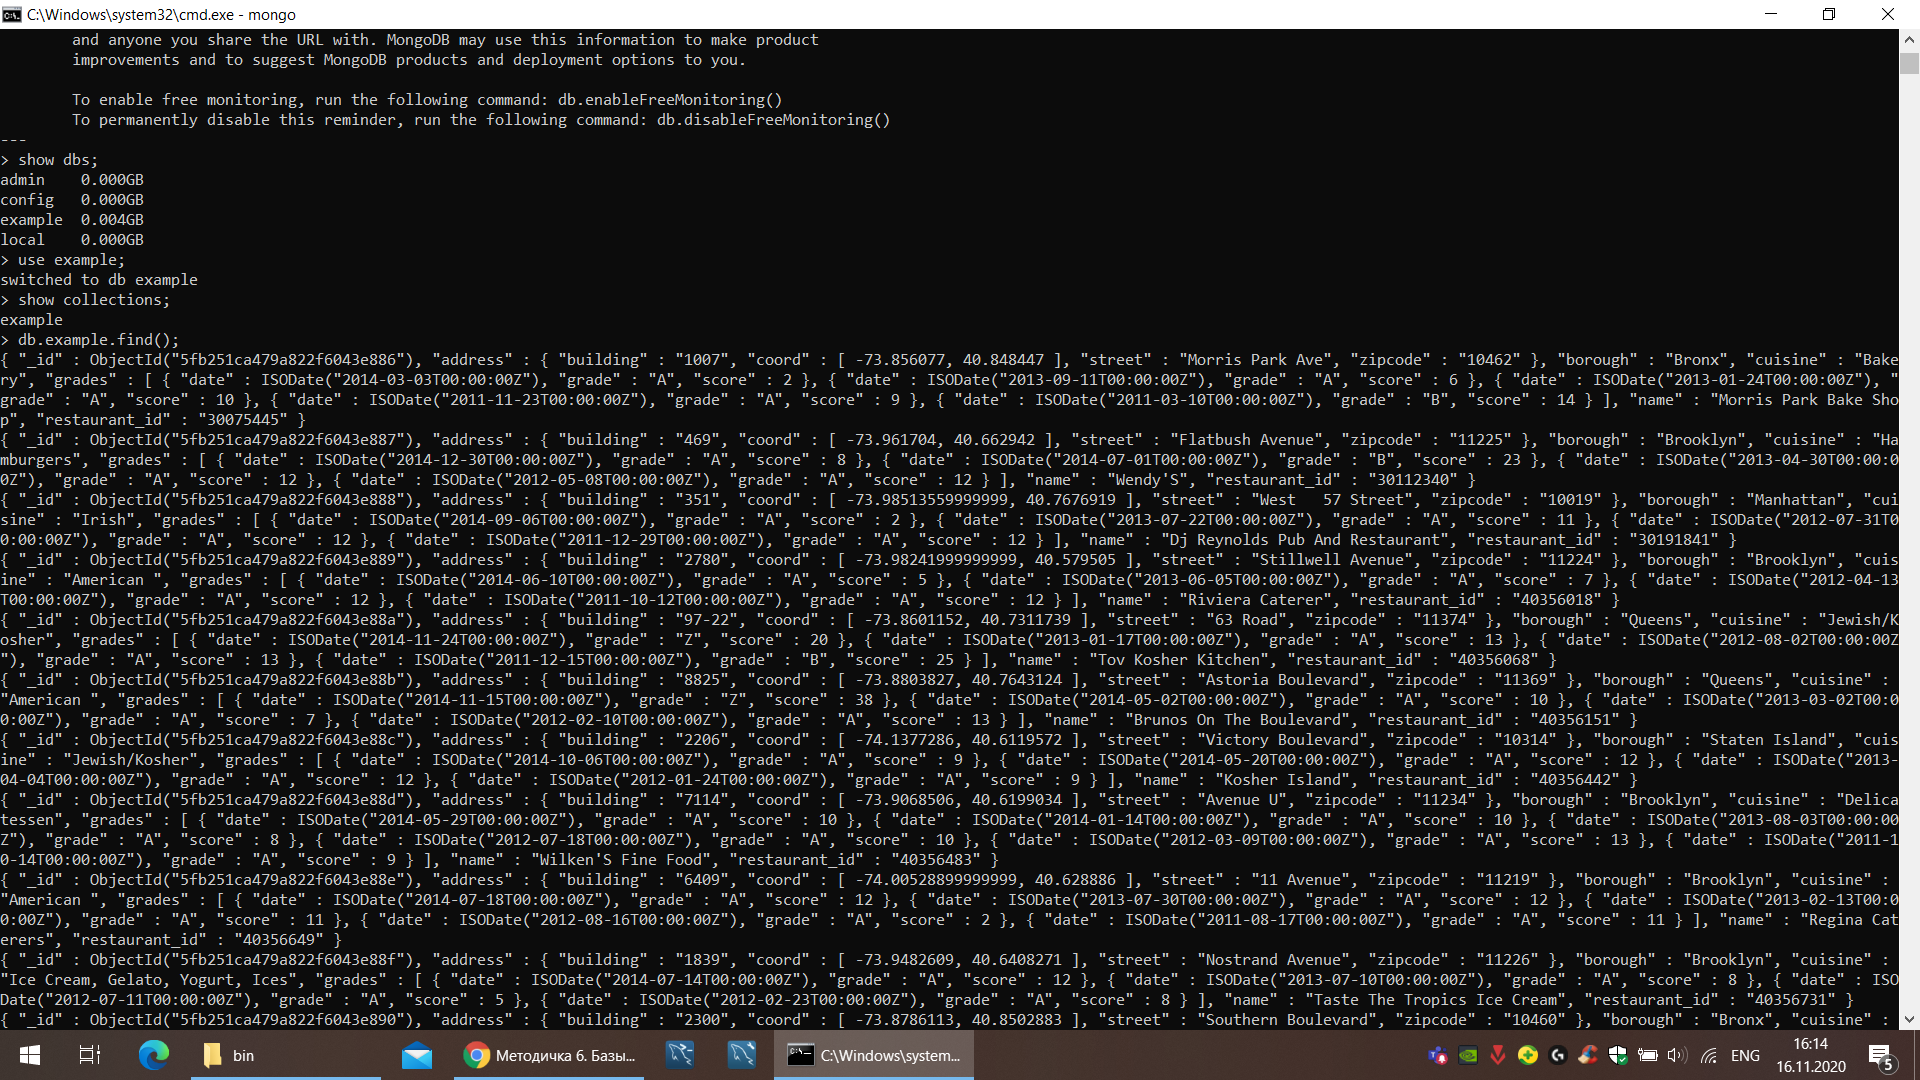 C:\Windows\system32\cmd.exe - mongo
and anyone you share the URL with. MongoDB may use this information to make product
improvements and to suggest MongoDB products and deployment options to you.
To enable free monitoring, run the following command: db.enableFreeMonitoring()
To permanently disable this reminder, run the following command: db.disableFreeMonitoring()
---
> show dbs;
admin    0.000GB
config   0.000GB
example  0.004GB
local    0.000GB
> use example;
switched to db example
> show collections;
example
> db.example.find();
{ "_id" : ObjectId("5fb251ca479a822f6043e886"), "address" : { "building" : "1007", "coord" : [ -73.856077, 40.848447 ], "street" : "Morris Park Ave", "zipcode" : "10462" }, "borough" : "Bronx", "cuisine" : "Bake
ry", "grades" : [ { "date" : ISODate("2014-03-03T00:00:00Z"), "grade" : "A", "score" : 2 }, { "date" : ISODate("2013-09-11T00:00:00Z"), "grade" : "A", "score" : 6 }, { "date" : ISODate("2013-01-24T00:00:00Z"), "
grade" : "A", "score" : 10 }, { "date" : ISODate("2011-11-23T00:00:00Z"), "grade" : "A", "score" : 9 }, { "date" : ISODate("2011-03-10T00:00:00Z"), "grade" : "B", "score" : 14 } ], "name" : "Morris Park Bake Sho
p", "restaurant_id" : "30075445" }
{ "_id" : ObjectId("5fb251ca479a822f6043e887"), "address" : { "building" : "469", "coord" : [ -73.961704, 40.662942 ], "street" : "Flatbush Avenue", "zipcode" : "11225" }, "borough" : "Brooklyn", "cuisine" : "Ha
mburgers", "grades" : [ { "date" : ISODate("2014-12-30T00:00:00Z"), "grade" : "A", "score" : 8 }, { "date" : ISODate("2014-07-01T00:00:00Z"), "grade" : "B", "score" : 23 }, { "date" : ISODate("2013-04-30T00:00:0
0Z"), "grade" : "A", "score" : 12 }, { "date" : ISODate("2012-05-08T00:00:00Z"), "grade" : "A", "score" : 12 } ], "name" : "Wendy'S", "restaurant_id" : "30112340" }
{ "_id" : ObjectId("5fb251ca479a822f6043e888"), "address" : { "building" : "351", "coord" : [ -73.98513559999999, 40.7676919 ], "street" : "West   57 Street", "zipcode" : "10019" }, "borough" : "Manhattan", "cui
sine" : "Irish", "grades" : [ { "date" : ISODate("2014-09-06T00:00:00Z"), "grade" : "A", "score" : 2 }, { "date" : ISODate("2013-07-22T00:00:00Z"), "grade" : "A", "score" : 11 }, { "date" : ISODate("2012-07-31T0
0:00:00Z"), "grade" : "A", "score" : 12 }, { "date" : ISODate("2011-12-29T00:00:00Z"), "grade" : "A", "score" : 12 } ], "name" : "Dj Reynolds Pub And Restaurant", "restaurant_id" : "30191841" }
{ "_id" : ObjectId("5fb251ca479a822f6043e889"), "address" : { "building" : "2780", "coord" : [ -73.98241999999999, 40.579505 ], "street" : "Stillwell Avenue", "zipcode" : "11224" }, "borough" : "Brooklyn", "cuis
ine" : "American ", "grades" : [ { "date" : ISODate("2014-06-10T00:00:00Z"), "grade" : "A", "score" : 5 }, { "date" : ISODate("2013-06-05T00:00:00Z"), "grade" : "A", "score" : 7 }, { "date" : ISODate("2012-04-13
T00:00:00Z"), "grade" : "A", "score" : 12 }, { "date" : ISODate("2011-10-12T00:00:00Z"), "grade" : "A", "score" : 12 } ], "name" : "Riviera Caterer", "restaurant_id" : "40356018" }
{ "_id" : ObjectId("5fb251ca479a822f6043e88a"), "address" : { "building" : "97-22", "coord" : [ -73.8601152, 40.7311739 ], "street" : "63 Road", "zipcode" : "11374" }, "borough" : "Queens", "cuisine" : "Jewish/K
osher", "grades" : [ { "date" : ISODate("2014-11-24T00:00:00Z"), "grade" : "Z", "score" : 20 }, { "date" : ISODate("2013-01-17T00:00:00Z"), "grade" : "A", "score" : 13 }, { "date" : ISODate("2012-08-02T00:00:00Z
"), "grade" : "A", "score" : 13 }, { "date" : ISODate("2011-12-15T00:00:00Z"), "grade" : "B", "score" : 25 } ], "name" : "Tov Kosher Kitchen", "restaurant_id" : "40356068" }
{ "_id" : ObjectId("5fb251ca479a822f6043e88b"), "address" : { "building" : "8825", "coord" : [ -73.8803827, 40.7643124 ], "street" : "Astoria Boulevard", "zipcode" : "11369" }, "borough" : "Queens", "cuisine" :
"American ", "grades" : [ { "date" : ISODate("2014-11-15T00:00:00Z"), "grade" : "Z", "score" : 38 }, { "date" : ISODate("2014-05-02T00:00:00Z"), "grade" : "A", "score" : 10 }, { "date" : ISODate("2013-03-02T00:0
0:00Z"), "grade" : "A", "score" : 7 }, { "date" : ISODate("2012-02-10T00:00:00Z"), "grade" : "A", "score" : 13 } ], "name" : "Brunos On The Boulevard", "restaurant_id" : "40356151" }
{ "_id" : ObjectId("5fb251ca479a822f6043e88c"), "address" : { "building" : "2206", "coord" : [ -74.1377286, 40.6119572 ], "street" : "Victory Boulevard", "zipcode" : "10314" }, "borough" : "Staten Island", "cuis
ine" : "Jewish/Kosher", "grades" : [ { "date" : ISODate("2014-10-06T00:00:00Z"), "grade" : "A", "score" : 9 }, { "date" : ISODate("2014-05-20T00:00:00Z"), "grade" : "A", "score" : 12 }, { "date" : ISODate("2013-
04-04T00:00:00Z"), "grade" : "A", "score" : 12 }, { "date" : ISODate("2012-01-24T00:00:00Z"), "grade" : "A", "score" : 9 } ], "name" : "Kosher Island", "restaurant_id" : "40356442" }
{ "_id" : ObjectId("5fb251ca479a822f6043e88d"), "address" : { "building" : "7114", "coord" : [ -73.9068506, 40.6199034 ], "street" : "Avenue U", "zipcode" : "11234" }, "borough" : "Brooklyn", "cuisine" : "Delica
tessen", "grades" : [ { "date" : ISODate("2014-05-29T00:00:00Z"), "grade" : "A", "score" : 10 }, { "date" : ISODate("2014-01-14T00:00:00Z"), "grade" : "A", "score" : 10 }, { "date" : ISODate("2013-08-03T00:00:00
Z"), "grade" : "A", "score" : 8 }, { "date" : ISODate("2012-07-18T00:00:00Z"), "grade" : "A", "score" : 10 }, { "date" : ISODate("2012-03-09T00:00:00Z"), "grade" : "A", "score" : 13 }, { "date" : ISODate("2011-1
0-14T00:00:00Z"), "grade" : "A", "score" : 9 } ], "name" : "Wilken'S Fine Food", "restaurant_id" : "40356483" }
{ "_id" : ObjectId("5fb251ca479a822f6043e88e"), "address" : { "building" : "6409", "coord" : [ -74.00528899999999, 40.628886 ], "street" : "11 Avenue", "zipcode" : "11219" }, "borough" : "Brooklyn", "cuisine" :
"American ", "grades" : [ { "date" : ISODate("2014-07-18T00:00:00Z"), "grade" : "A", "score" : 12 }, { "date" : ISODate("2013-07-30T00:00:00Z"), "grade" : "A", "score" : 12 }, { "date" : ISODate("2013-02-13T00:0
0:00Z"), "grade" : "A", "score" : 11 }, { "date" : ISODate("2012-08-16T00:00:00Z"), "grade" : "A", "score" : 2 }, { "date" : ISODate("2011-08-17T00:00:00Z"), "grade" : "A", "score" : 11 } ], "name" : "Regina Cat
erers", "restaurant_id" : "40356649" }
{ "_id" : ObjectId("5fb251ca479a822f6043e88f"), "address" : { "building" : "1839", "coord" : [ -73.9482609, 40.6408271 ], "street" : "Nostrand Avenue", "zipcode" : "11226" }, "borough" : "Brooklyn", "cuisine" :
"Ice Cream, Gelato, Yogurt, Ices", "grades" : [ { "date" : ISODate("2014-07-14T00:00:00Z"), "grade" : "A", "score" : 12 }, { "date" : ISODate("2013-07-10T00:00:00Z"), "grade" : "A", "score" : 8 }, { "date" : ISO
Date("2012-07-11T00:00:00Z"), "grade" : "A", "score" : 5 }, { "date" : ISODate("2012-02-23T00:00:00Z"), "grade" : "A", "score" : 8 } ], "name" : "Taste The Tropics Ice Cream", "restaurant_id" : "40356731" }
{ "_id" : ObjectId("5fb251ca479a822f6043e890"), "address" : { "building" : "2300", "coord" : [ -73.8786113, 40.8502883 ], "street" : "Southern Boulevard", "zipcode" : "10460" }, "borough" : "Bronx", "cuisine" :
bin
Методичка 6. Базы...
C:\Windows\system...
ENG
16:14
16.11.2020
5